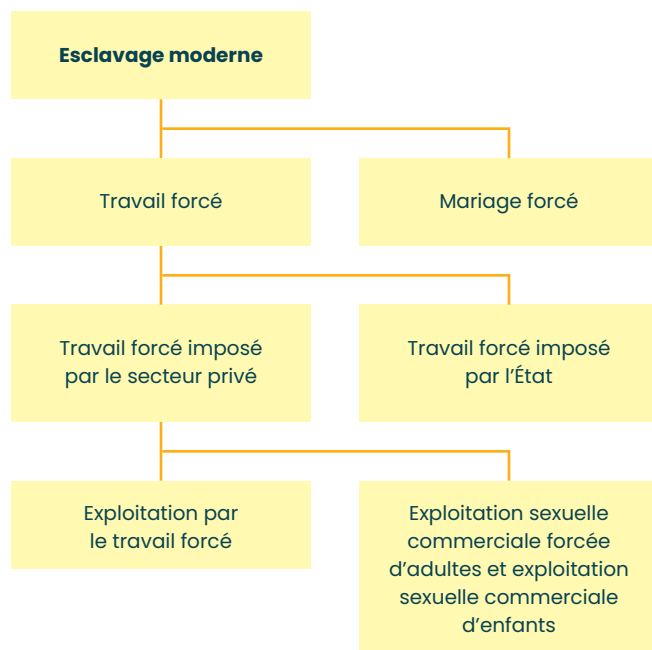 Esclavage moderne
Travail forcé
Mariage forcé
Travail forcé imposé
par le secteur privé
Travail forcé imposé
par l’État
Exploitation par
le travail forcé
Exploitation sexuelle
commerciale forcée
d’adultes et exploitation
sexuelle commerciale
d’enfants